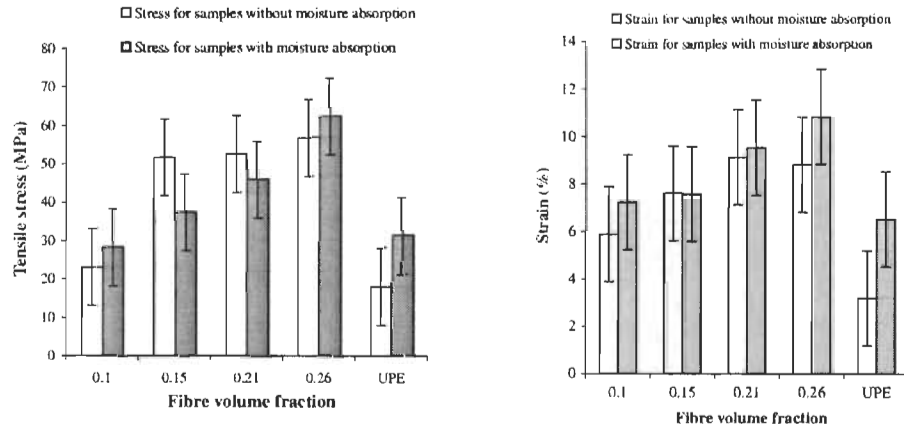 Stress for samples without moisture absorption
Stress for samples with moisture absorption
80
70
60
50
40
30
20
10
0
Tensile stress (MPa)
0.1 0.15 0.21 0.26 UPE
Fibre volume fraction
Strain for samples without moisture absorption
Strain for samples with moisture absorption
14
12
10
8
6
4
2
0
Strain (%)
0.1 0.15 0.21 0.26 UPE
Fibre volume fraction